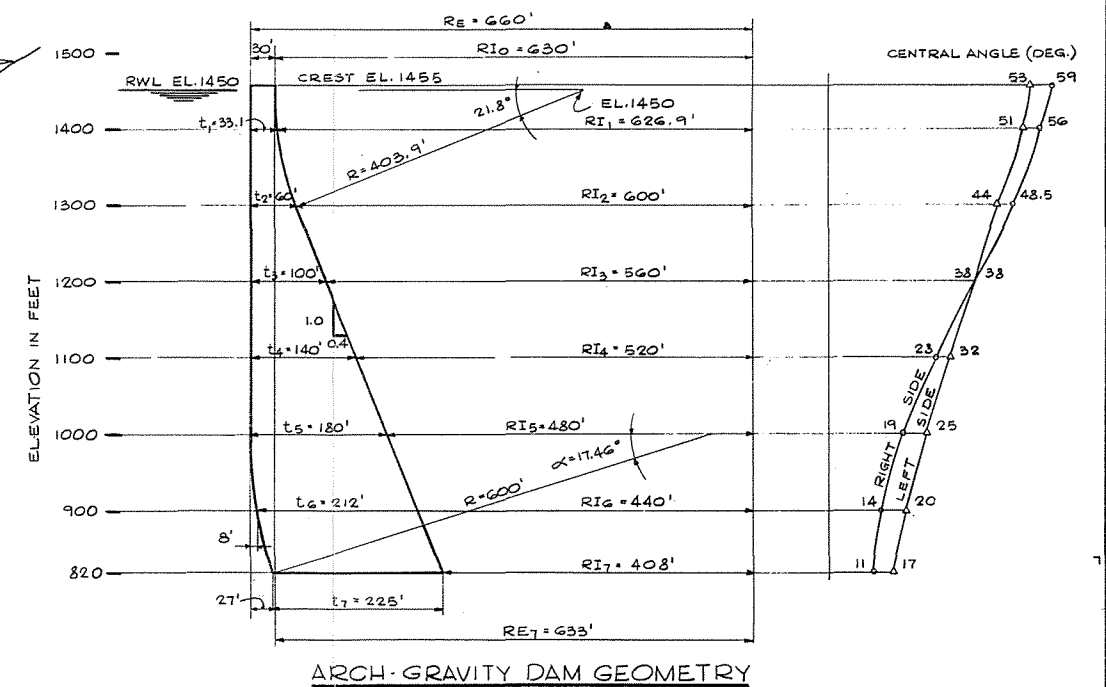 RE = 660'
1500
30'
RI0 = 630'
CENTRAL ANGLE (DEG.)
RWL EL.1450
CREST EL.1455
53
59
21.8°
EL.1450
1400
t1=33.1
RI1 = 626.9'
51
56
R=403.9'
1300
t2=60'
RI2 = 600'
44
48.5
1200
t3=100'
RI3 = 560'
38
38
ELEVATION IN FEET
1.0
0.4
1100
t4=140'
RI4 = 520'
23
32
1000
t5 = 180'
RI5=480'
19
25
RIGHT SIDE
LEFT SIDE
α=17.46°
R=600'
900
t6=212'
RI6 = 440'
14
20
8'
820
RI7=408'
11
17
27'
t7 = 225'
RE7 = 633'
ARCH-GRAVITY DAM GEOMETRY